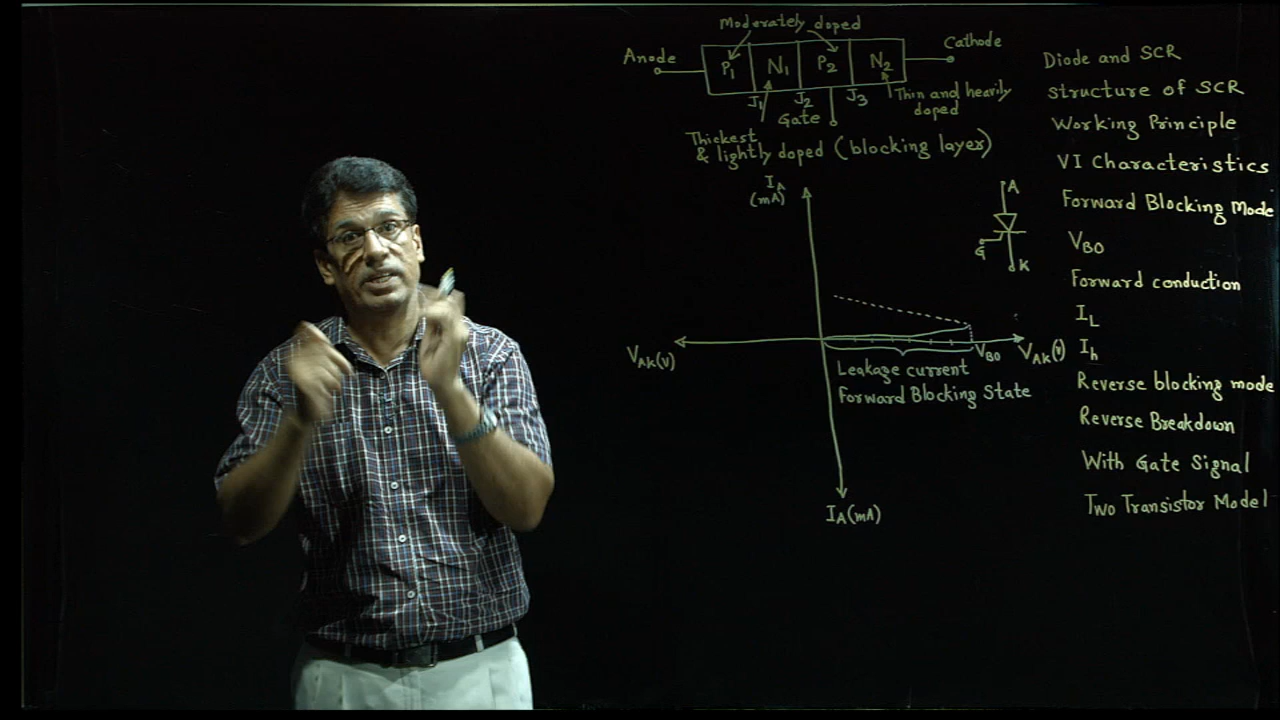 Moderately doped
Anode
P1 N1 P2 N2
Cathode
J1 J2 J3
Gate
Thin and heavily
doped
Thickest
& lightly doped (blocking layer)
IA
(mA)
A
G
K
VAK(V)
VBO
VAK(V)
Leakage current
Forward Blocking State
IA(mA)
Diode and SCR
structure of SCR
Working Principle
VI Characteristics
Forward Blocking Mode
VBO
Forward conduction
IL
Ih
Reverse blocking mode
Reverse Breakdown
With Gate Signal
Two Transistor Model